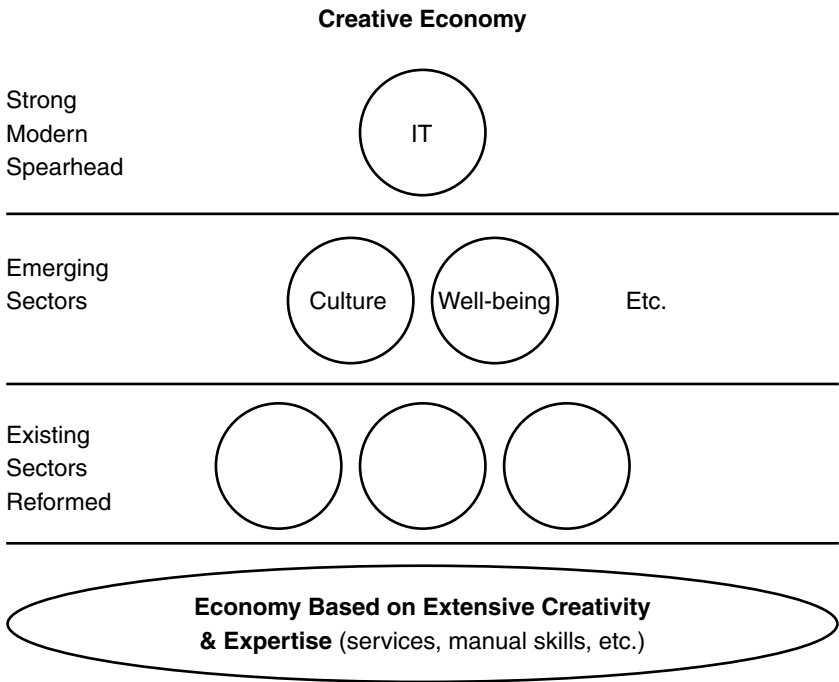 Creative Economy
Strong
Modern
Spearhead
IT
Emerging
Sectors
Culture
Well-being
Etc.
Existing
Sectors
Reformed
Economy Based on Extensive Creativity
& Expertise (services, manual skills, etc.)